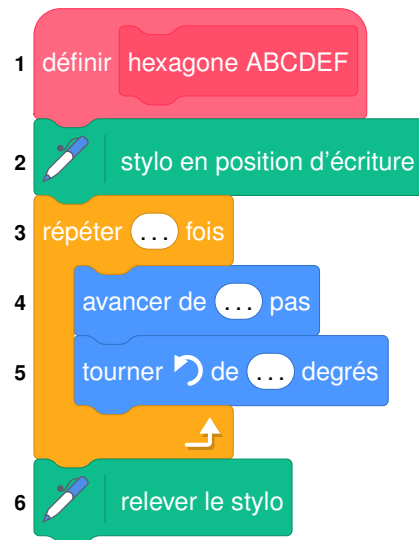 1 définir hexagone ABCDEF
2 stylo en position d'écriture
3 répéter ... fois
4 avancer de ... pas
5 tourner de ... degrés
6 relever le stylo